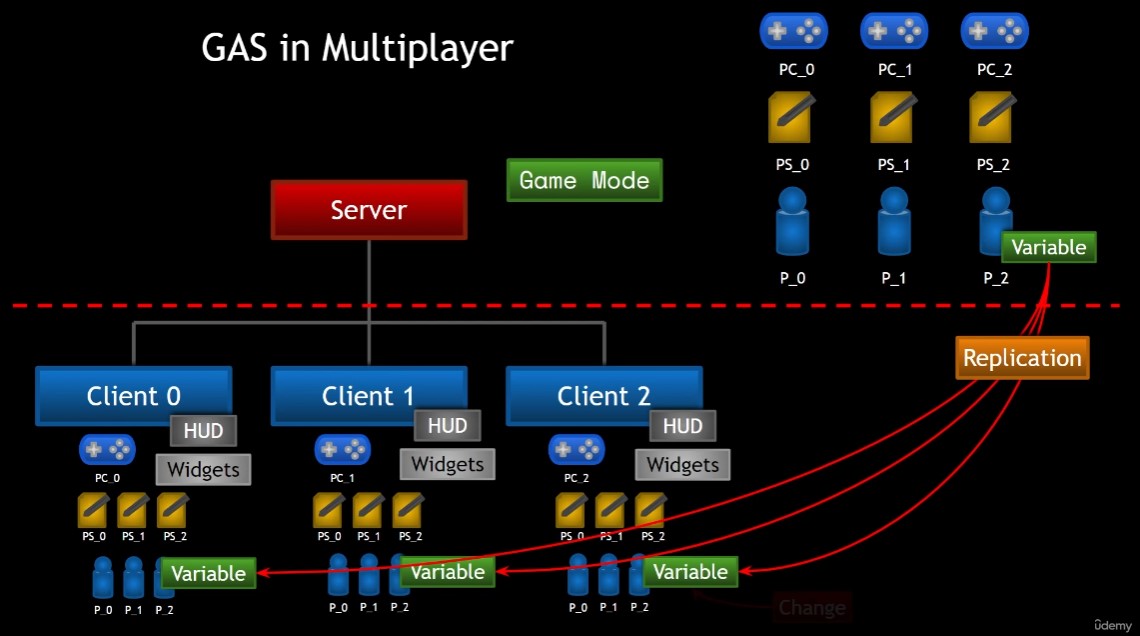 GAS in Multiplayer
PC_0 PC_1 PC_2
PS_0 PS_1 PS_2
Game Mode
Server
Variable
P_0 P_1 P_2
Replication
Client 0 Client 1 Client 2
HUD HUD HUD
Widgets Widgets Widgets
PC_0 PC_1 PC_2
PS_0 PS_1 PS_2 PS_0 PS_1 PS_2 PS_0 PS_1 PS_2
Variable Variable Variable
P_0 P_1 P_2 P_0 P_1 P_2 P_0 P_1 P_2
Change
ûdemy